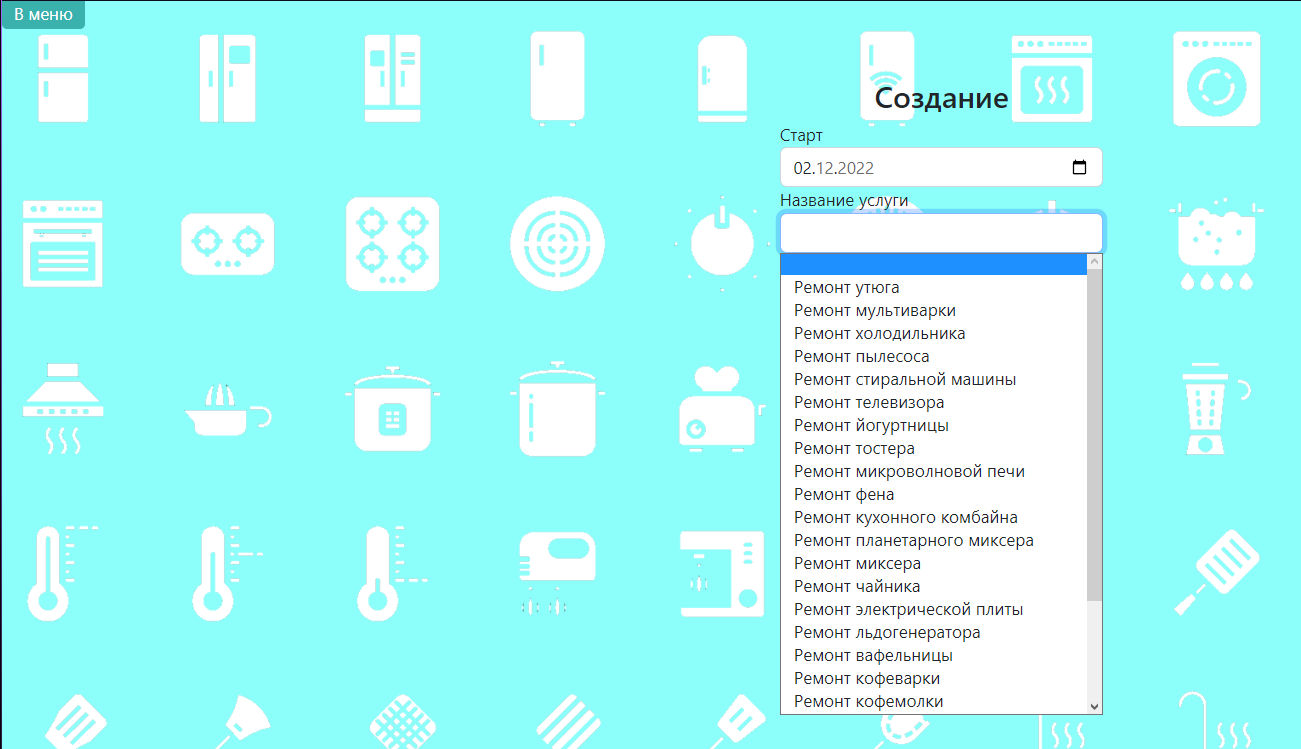 В меню
Создание
Старт
02.12.2022
Название услуги
Ремонт утюга
Ремонт мультиварки
Ремонт холодильника
Ремонт пылесоса
Ремонт стиральной машины
Ремонт телевизора
Ремонт йогуртницы
Ремонт тостера
Ремонт микроволновой печи
Ремонт фена
Ремонт кухонного комбайна
Ремонт планетарного миксера
Ремонт миксера
Ремонт чайника
Ремонт электрической плиты
Ремонт льдогенератора
Ремонт вафельницы
Ремонт кофеварки
Ремонт кофемолки